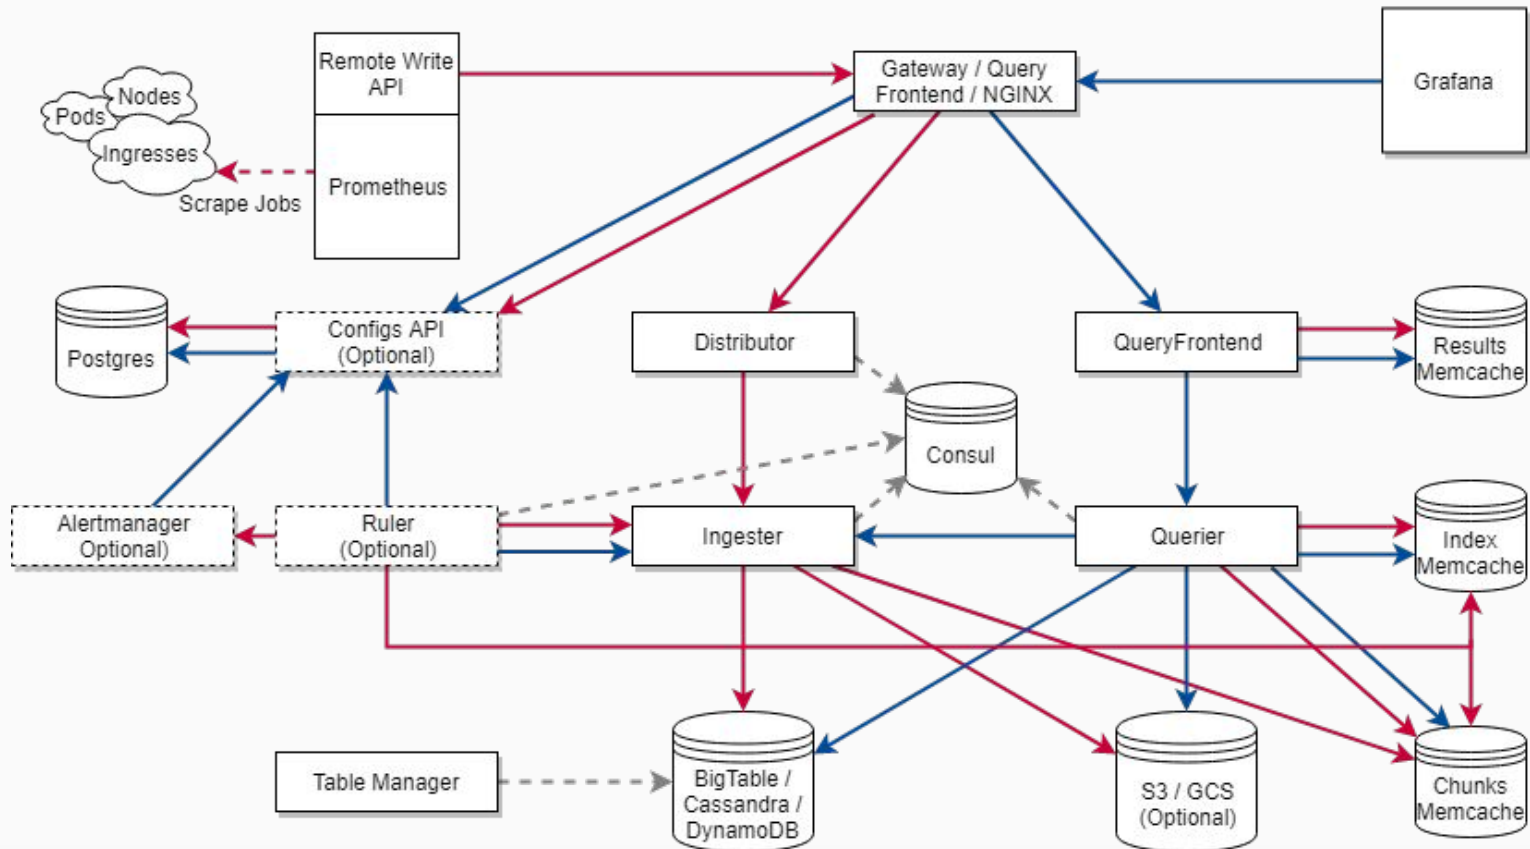 Remote Write
API
Gateway / Query
Frontend / NGINX
Grafana
Nodes
Pods
Ingresses
Prometheus
Scrape Jobs
Postgres
Configs API
(Optional)
Distributor
QueryFrontend
Results
Memcache
Consul
Alertmanager
Optional)
Ruler
(Optional)
Ingester
Querier
Index
Memcache
Table Manager
BigTable /
Cassandra /
DynamoDB
S3 / GCS
(Optional)
Chunks
Memcache